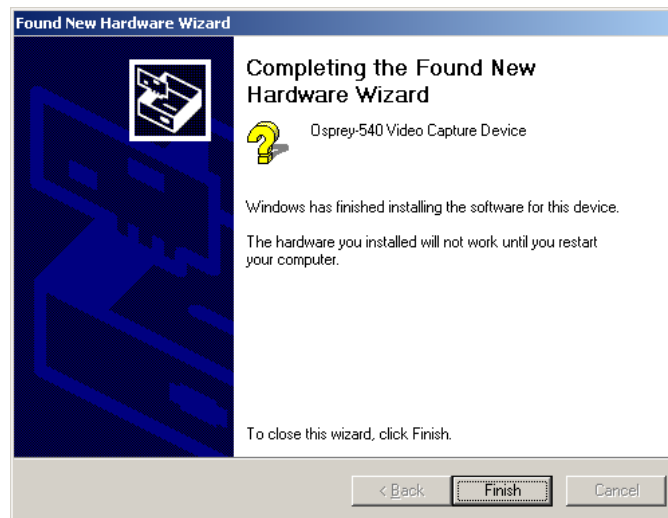 Found New Hardware Wizard
Completing the Found New
Hardware Wizard
Osprey-540 Video Capture Device
Windows has finished installing the software for this device.
The hardware you installed will not work until you restart
your computer.
To close this wizard, click Finish.
< Back
Finish
Cancel